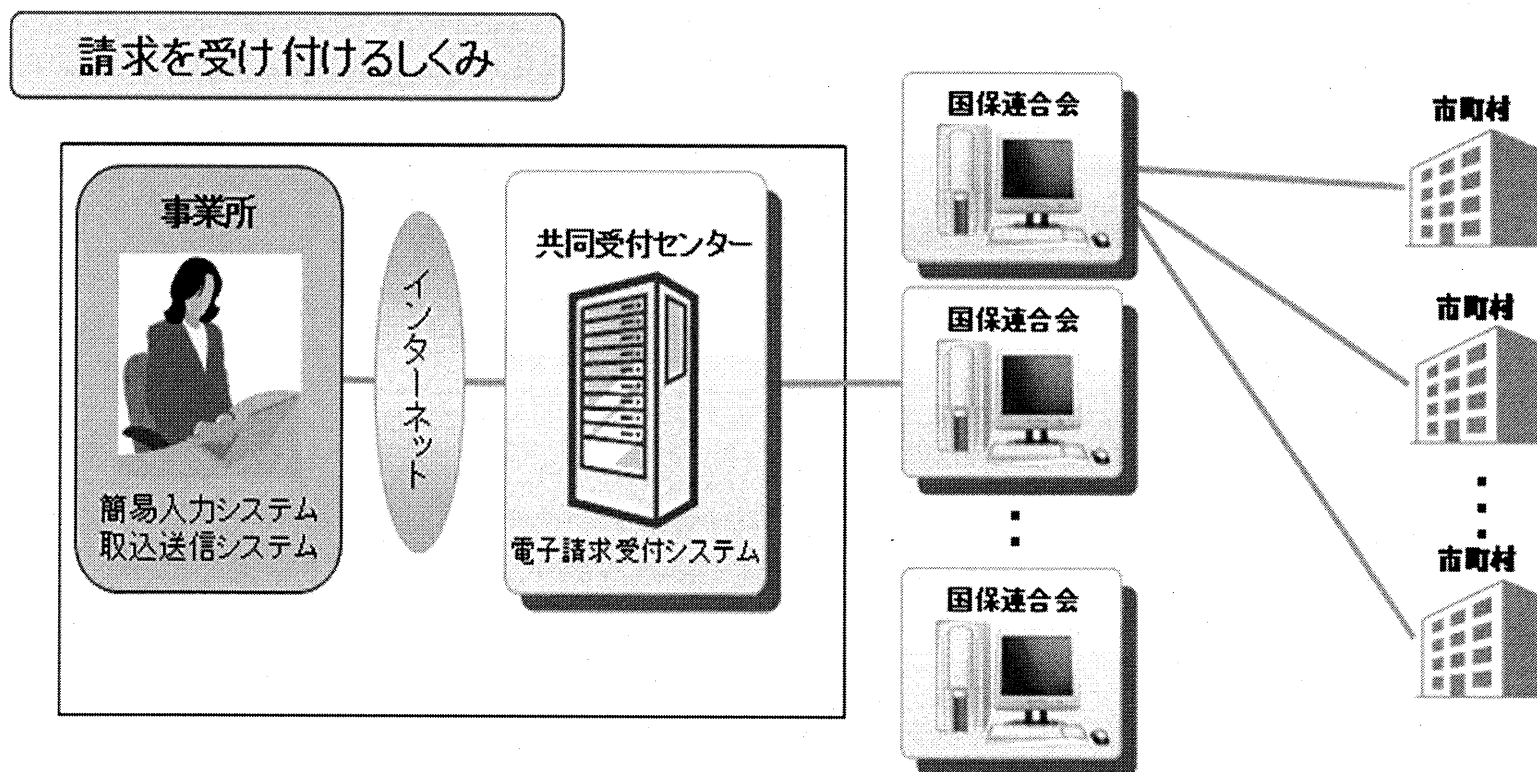 請求を受け付けるしくみ
事業所
簡易入力システム
取込送信システム
インターネット
共同受付センター
電子請求受付システム
国保連合会
国保連合会
国保連合会
市町村
市町村
市町村